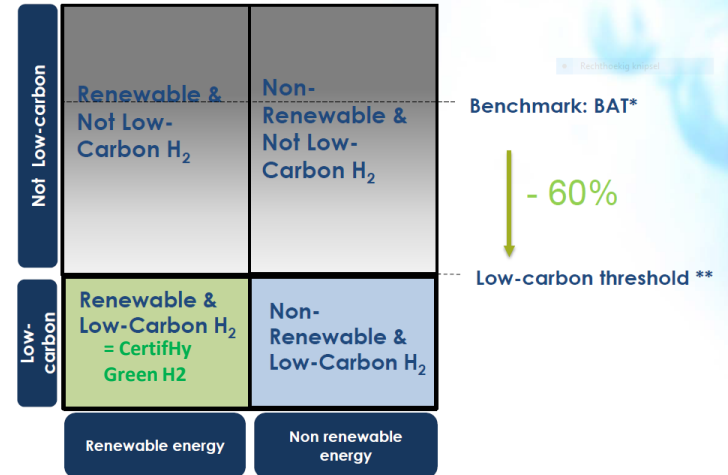 Not Low-carbon
Renewable &
Not Low-
Carbon H₂
Non-
Renewable &
Not Low-
Carbon H₂
Rechthoekig knipsel
Benchmark: BAT*
- 60%
Low-carbon threshold **
Low-
carbon
Renewable &
Low-Carbon H₂
= CertifHy
Green H2
Non-
Renewable &
Low-Carbon H₂
Renewable energy
Non renewable
energy